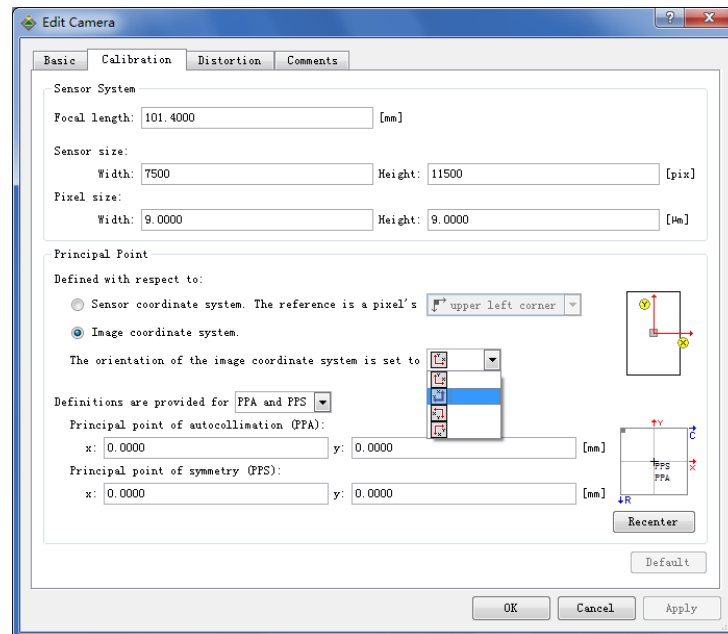 Edit Camera
Basic Calibration Distortion Comments
Sensor System
Focal length: 101.4000 [mm]
Sensor size:
Width: 7500 Height: 11500 [pix]
Pixel size:
Width: 9.0000 Height: 9.0000 [µm]
Principal Point
Defined with respect to:
Sensor coordinate system. The reference is a pixel's upper left corner
Image coordinate system.
The orientation of the image coordinate system is set to
Y
X
Definitions are provided for PPA and PPS
Principal point of autocollimation (PPA):
x: 0.0000 y: 0.0000 [mm]
Principal point of symmetry (PPS):
x: 0.0000 y: 0.0000 [mm]
Y
C
X
PPS
PPA
R
Recenter
Default
OK Cancel Apply